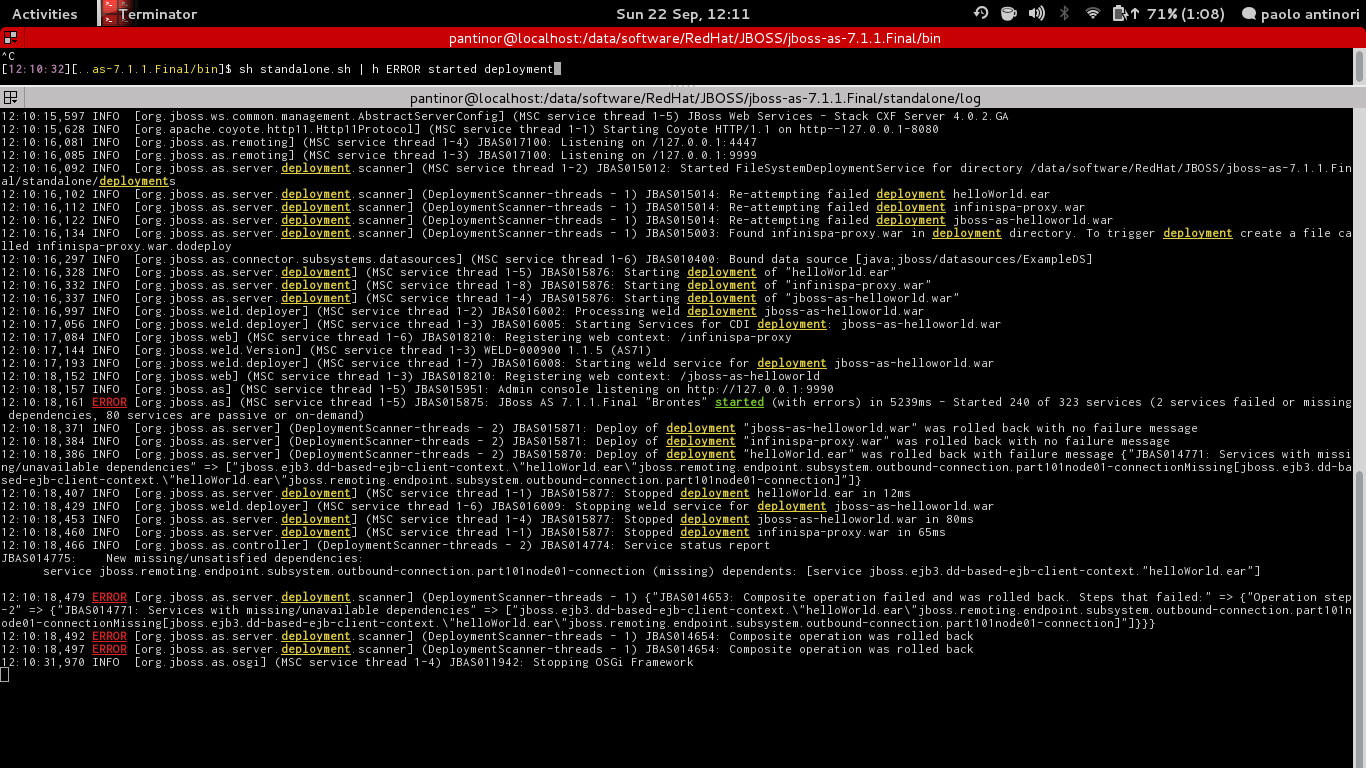 Activities
Terminator
Sun 22 Sep, 12:11
71% (1:08)
paolo antinori
pantinor@localhost:/data/software/RedHat/JBOSS/jboss-as-7.1.1.Final/bin
^C
[12:10:32][..as-7.1.1.Final/bin]$ sh standalone.sh | h ERROR started deployment
pantinor@localhost:/data/software/RedHat/JBOSS/jboss-as-7.1.1.Final/standalone/log
12:10:15,597 INFO  [org.jboss.ws.common.management.AbstractServerConfig] (MSC service thread 1-5) JBoss Web Services - Stack CXF Server 4.0.2.GA
12:10:15,628 INFO  [org.apache.coyote.http11.Http11Protocol] (MSC service thread 1-1) Starting Coyote HTTP/1.1 on http--127.0.0.1-8080
12:10:16,081 INFO  [org.jboss.as.remoting] (MSC service thread 1-4) JBAS017100: Listening on /127.0.0.1:4447
12:10:16,085 INFO  [org.jboss.as.remoting] (MSC service thread 1-3) JBAS017100: Listening on /127.0.0.1:9999
12:10:16,092 INFO  [org.jboss.as.server.deployment.scanner] (MSC service thread 1-2) JBAS015012: Started FileSystemDeploymentService for directory /data/software/RedHat/JBOSS/jboss-as-7.1.1.Fin
al/standalone/deployments
12:10:16,102 INFO  [org.jboss.as.server.deployment.scanner] (DeploymentScanner-threads - 1) JBAS015014: Re-attempting failed deployment helloWorld.ear
12:10:16,112 INFO  [org.jboss.as.server.deployment.scanner] (DeploymentScanner-threads - 1) JBAS015014: Re-attempting failed deployment infinispa-proxy.war
12:10:16,122 INFO  [org.jboss.as.server.deployment.scanner] (DeploymentScanner-threads - 1) JBAS015014: Re-attempting failed deployment jboss-as-helloworld.war
12:10:16,134 INFO  [org.jboss.as.server.deployment.scanner] (DeploymentScanner-threads - 1) JBAS015003: Found infinispa-proxy.war in deployment directory. To trigger deployment create a file ca
lled infinispa-proxy.war.dodeploy
12:10:16,297 INFO  [org.jboss.as.connector.subsystems.datasources] (MSC service thread 1-6) JBAS010400: Bound data source [java:jboss/datasources/ExampleDS]
12:10:16,328 INFO  [org.jboss.as.server.deployment] (MSC service thread 1-5) JBAS015876: Starting deployment of "helloWorld.ear"
12:10:16,332 INFO  [org.jboss.as.server.deployment] (MSC service thread 1-8) JBAS015876: Starting deployment of "infinispa-proxy.war"
12:10:16,337 INFO  [org.jboss.as.server.deployment] (MSC service thread 1-4) JBAS015876: Starting deployment of "jboss-as-helloworld.war"
12:10:16,997 INFO  [org.jboss.weld.deployer] (MSC service thread 1-2) JBAS016002: Processing weld deployment jboss-as-helloworld.war
12:10:17,056 INFO  [org.jboss.weld.deployer] (MSC service thread 1-3) JBAS016005: Starting Services for CDI deployment: jboss-as-helloworld.war
12:10:17,084 INFO  [org.jboss.web] (MSC service thread 1-6) JBAS018210: Registering web context: /infinispa-proxy
12:10:17,144 INFO  [org.jboss.weld.Version] (MSC service thread 1-3) WELD-000900 1.1.5 (AS71)
12:10:17,193 INFO  [org.jboss.weld.deployer] (MSC service thread 1-7) JBAS016008: Starting weld service for deployment jboss-as-helloworld.war
12:10:18,152 INFO  [org.jboss.web] (MSC service thread 1-3) JBAS018210: Registering web context: /jboss-as-helloworld
12:10:18,157 INFO  [org.jboss.as] (MSC service thread 1-5) JBAS015951: Admin console listening on http://127.0.0.1:9990
12:10:18,161 ERROR [org.jboss.as] (MSC service thread 1-5) JBAS015875: JBoss AS 7.1.1.Final "Brontes" started (with errors) in 5239ms - Started 240 of 323 services (2 services failed or missing
 dependencies, 80 services are passive or on-demand)
12:10:18,371 INFO  [org.jboss.as.server] (DeploymentScanner-threads - 2) JBAS015871: Deploy of deployment "jboss-as-helloworld.war" was rolled back with no failure message
12:10:18,384 INFO  [org.jboss.as.server] (DeploymentScanner-threads - 2) JBAS015871: Deploy of deployment "infinispa-proxy.war" was rolled back with no failure message
12:10:18,386 INFO  [org.jboss.as.server] (DeploymentScanner-threads - 2) JBAS015870: Deploy of deployment "helloWorld.ear" was rolled back with failure message {"JBAS014771: Services with missi
ng/unavailable dependencies" => ["jboss.ejb3.dd-based-ejb-client-context.\"helloWorld.ear\"jboss.remoting.endpoint.subsystem.outbound-connection.part101node01-connectionMissing[jboss.ejb3.dd-ba
sed-ejb-client-context.\"helloWorld.ear\"jboss.remoting.endpoint.subsystem.outbound-connection.part101node01-connection]"]}
12:10:18,407 INFO  [org.jboss.as.server.deployment] (MSC service thread 1-1) JBAS015877: Stopped deployment helloWorld.ear in 12ms
12:10:18,429 INFO  [org.jboss.weld.deployer] (MSC service thread 1-6) JBAS016009: Stopping weld service for deployment jboss-as-helloworld.war
12:10:18,453 INFO  [org.jboss.as.server.deployment] (MSC service thread 1-4) JBAS015877: Stopped deployment jboss-as-helloworld.war in 80ms
12:10:18,460 INFO  [org.jboss.as.server.deployment] (MSC service thread 1-1) JBAS015877: Stopped deployment infinispa-proxy.war in 65ms
12:10:18,466 INFO  [org.jboss.as.controller] (DeploymentScanner-threads - 2) JBAS014774: Service status report
JBAS014775:    New missing/unsatisfied dependencies:
      service jboss.remoting.endpoint.subsystem.outbound-connection.part101node01-connection (missing) dependents: [service jboss.ejb3.dd-based-ejb-client-context."helloWorld.ear"]
12:10:18,479 ERROR [org.jboss.as.server.deployment.scanner] (DeploymentScanner-threads - 1) {"JBAS014653: Composite operation failed and was rolled back. Steps that failed:" => {"Operation step
-2" => {"JBAS014771: Services with missing/unavailable dependencies" => ["jboss.ejb3.dd-based-ejb-client-context.\"helloWorld.ear\"jboss.remoting.endpoint.subsystem.outbound-connection.part101n
ode01-connectionMissing[jboss.ejb3.dd-based-ejb-client-context.\"helloWorld.ear\"jboss.remoting.endpoint.subsystem.outbound-connection.part101node01-connection]"]}}}
12:10:18,492 ERROR [org.jboss.as.server.deployment.scanner] (DeploymentScanner-threads - 1) JBAS014654: Composite operation was rolled back
12:10:18,497 ERROR [org.jboss.as.server.deployment.scanner] (DeploymentScanner-threads - 1) JBAS014654: Composite operation was rolled back
12:10:31,970 INFO  [org.jboss.as.osgi] (MSC service thread 1-4) JBAS011942: Stopping OSGi Framework